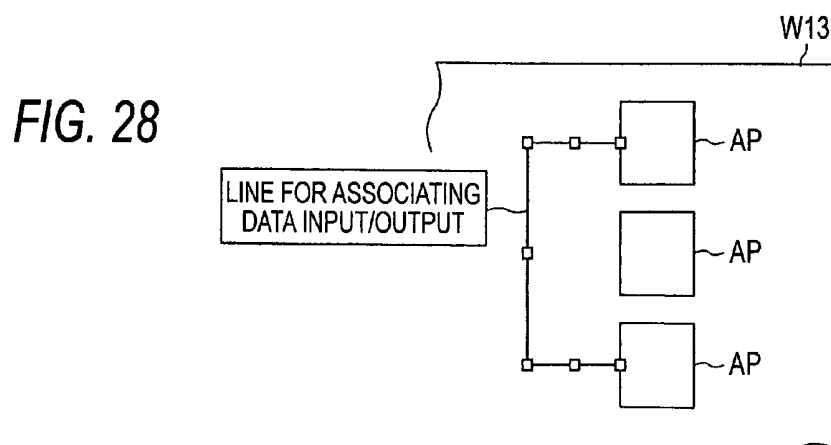 W13
FIG. 28
AP
LINE FOR ASSOCIATING
DATA INPUT/OUTPUT
AP
AP